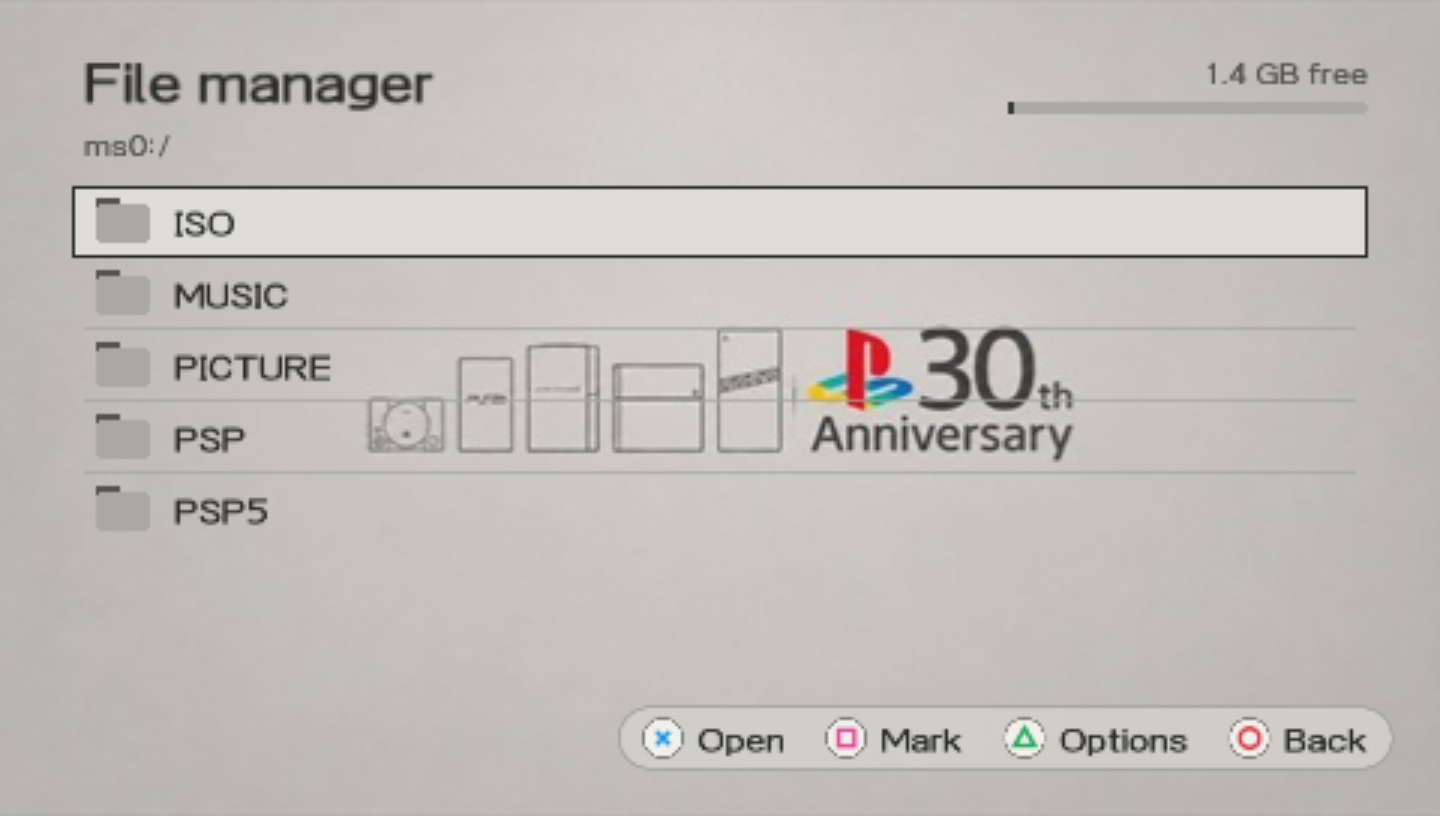 File manager
1.4 GB free
ms0:/
ISO
MUSIC
PICTURE
PSP
PSP5
30th
Anniversary
Open Mark Options Back